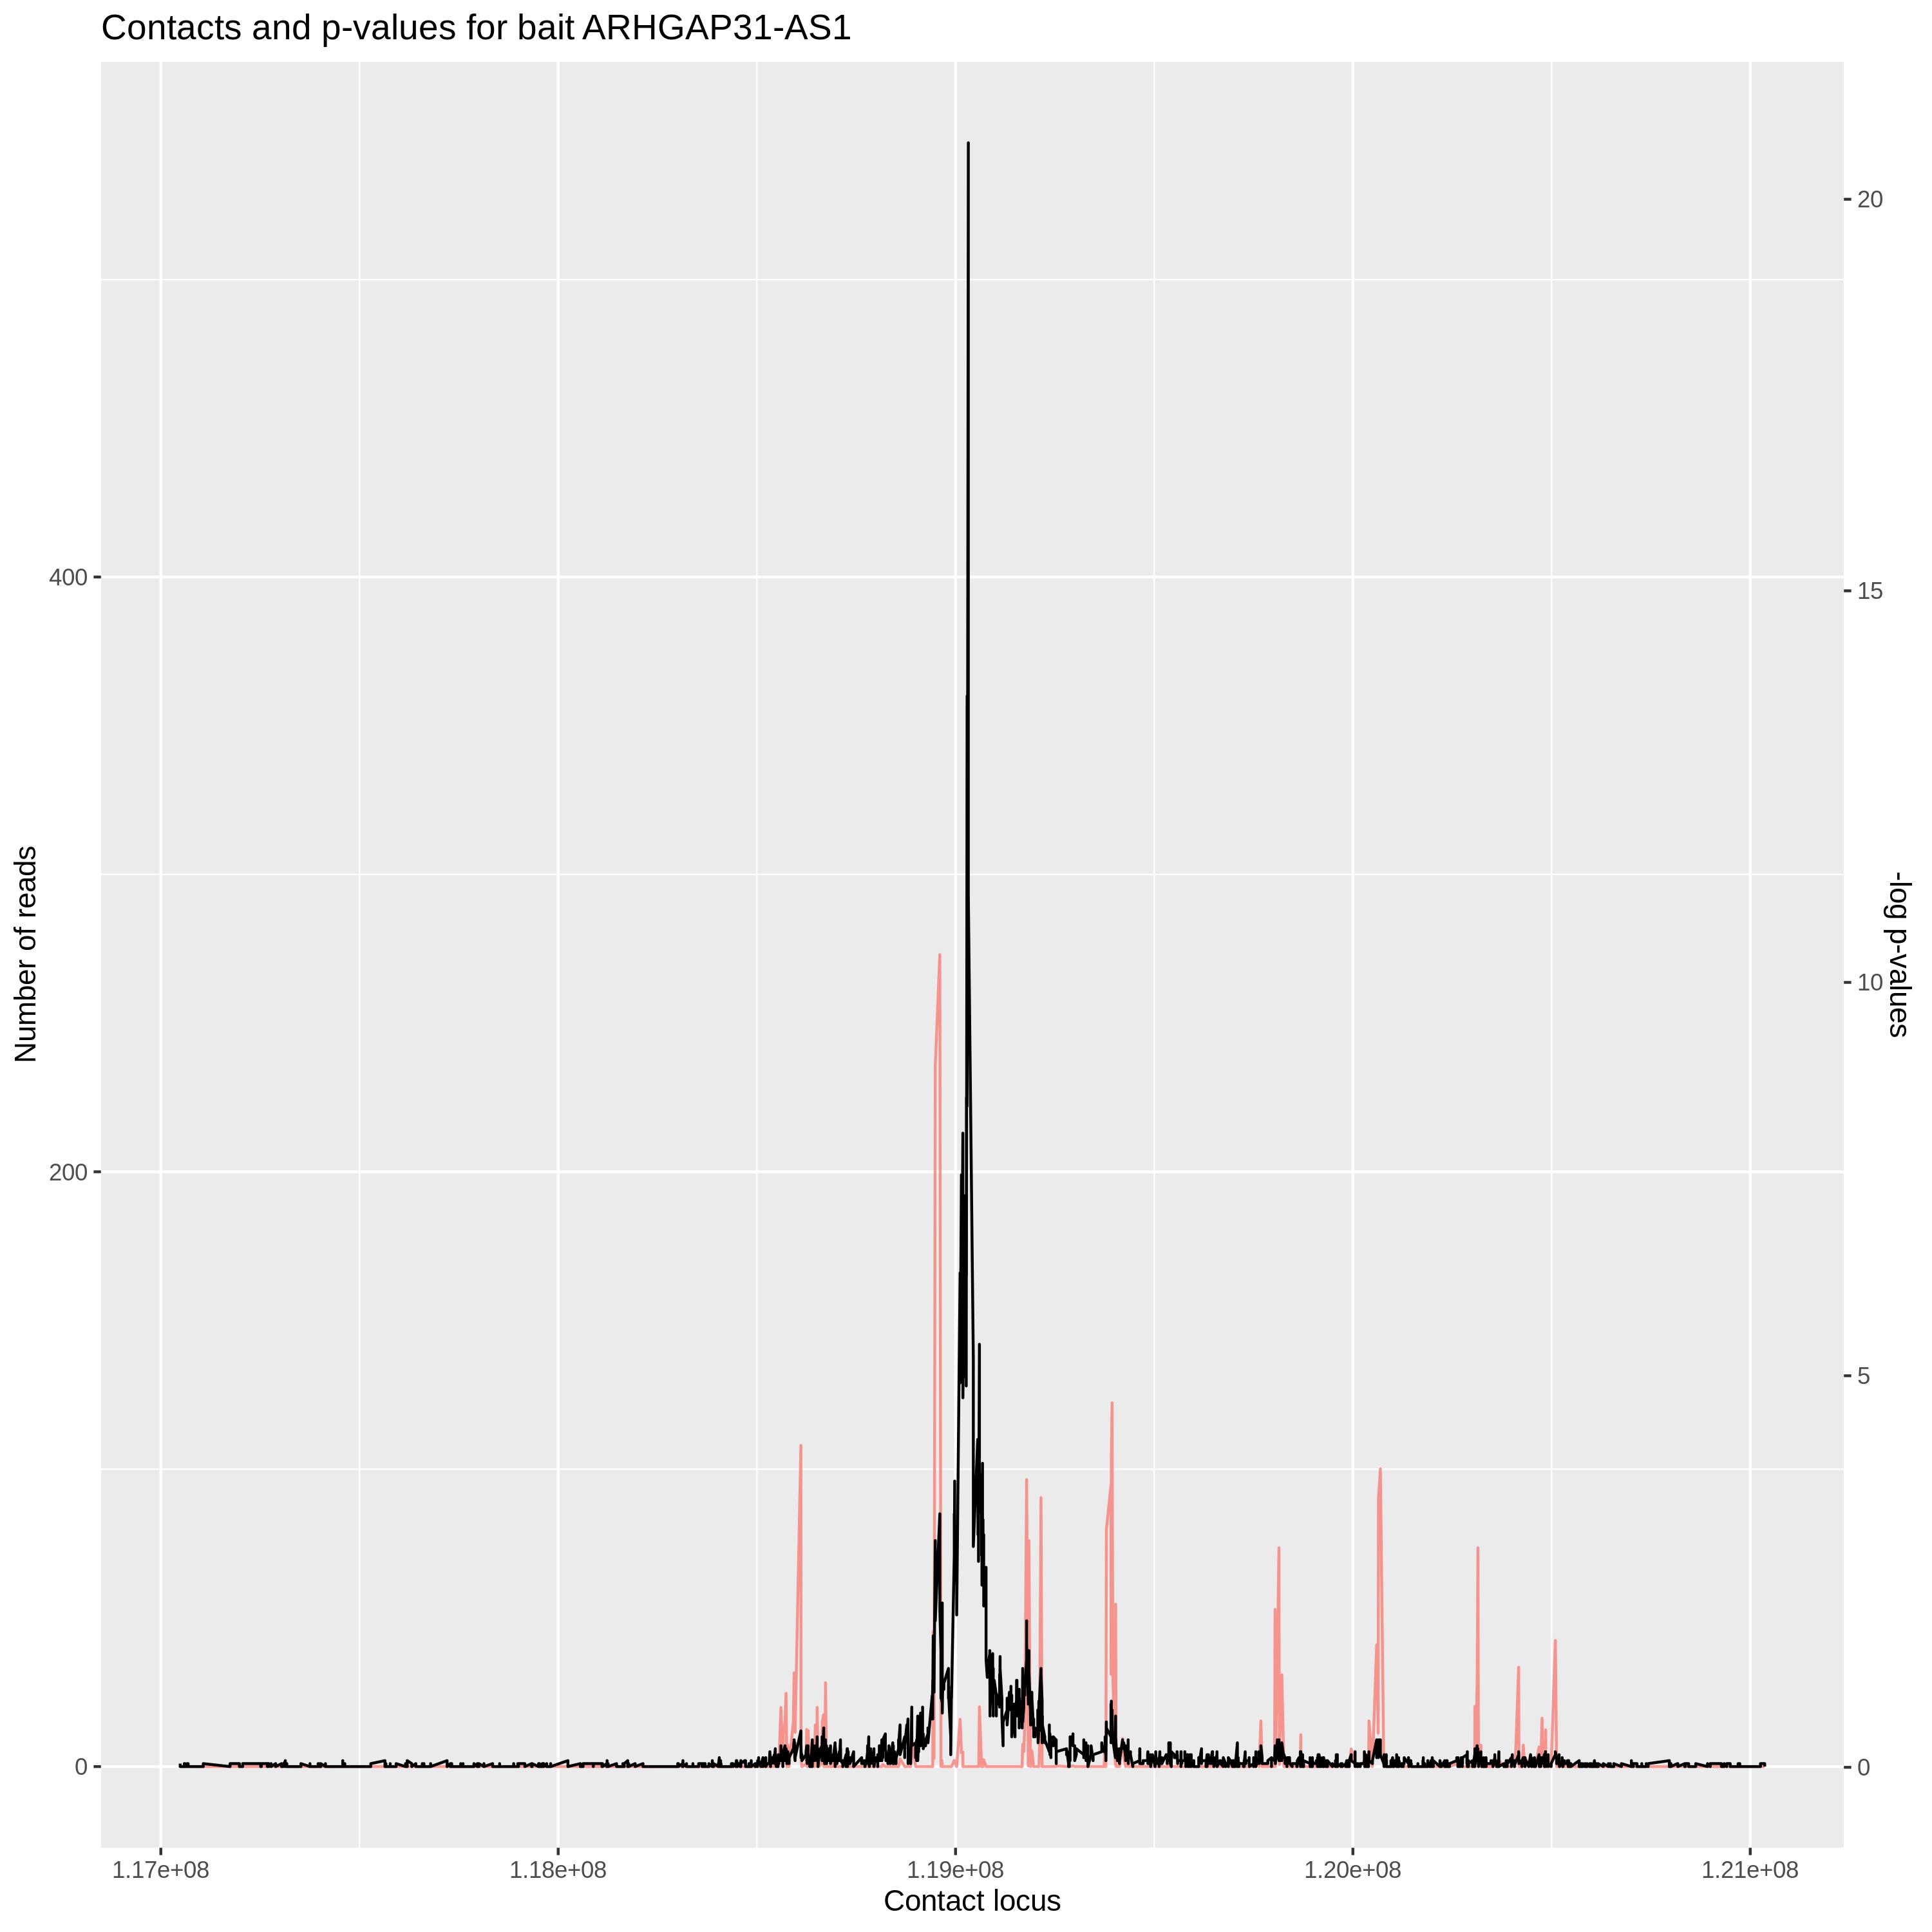 Contacts and p-values for bait ARHGAP31-AS1
Number of reads
400
200
0
20
15
10
5
0
-log p-values
1.17e+08
1.18e+08
1.19e+08
1.20e+08
1.21e+08
Contact locus